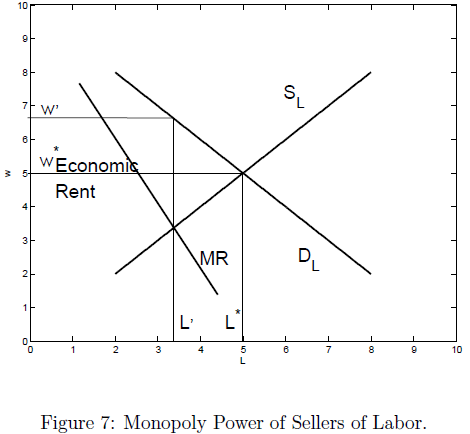 10
9
8
7
6
5
4
3
2
1
0
w
S_L
W'
W*
Economic
Rent
MR
D_L
L'
L*
0 1 2 3 4 5 6 7 8 9 10
L
Figure 7: Monopoly Power of Sellers of Labor.